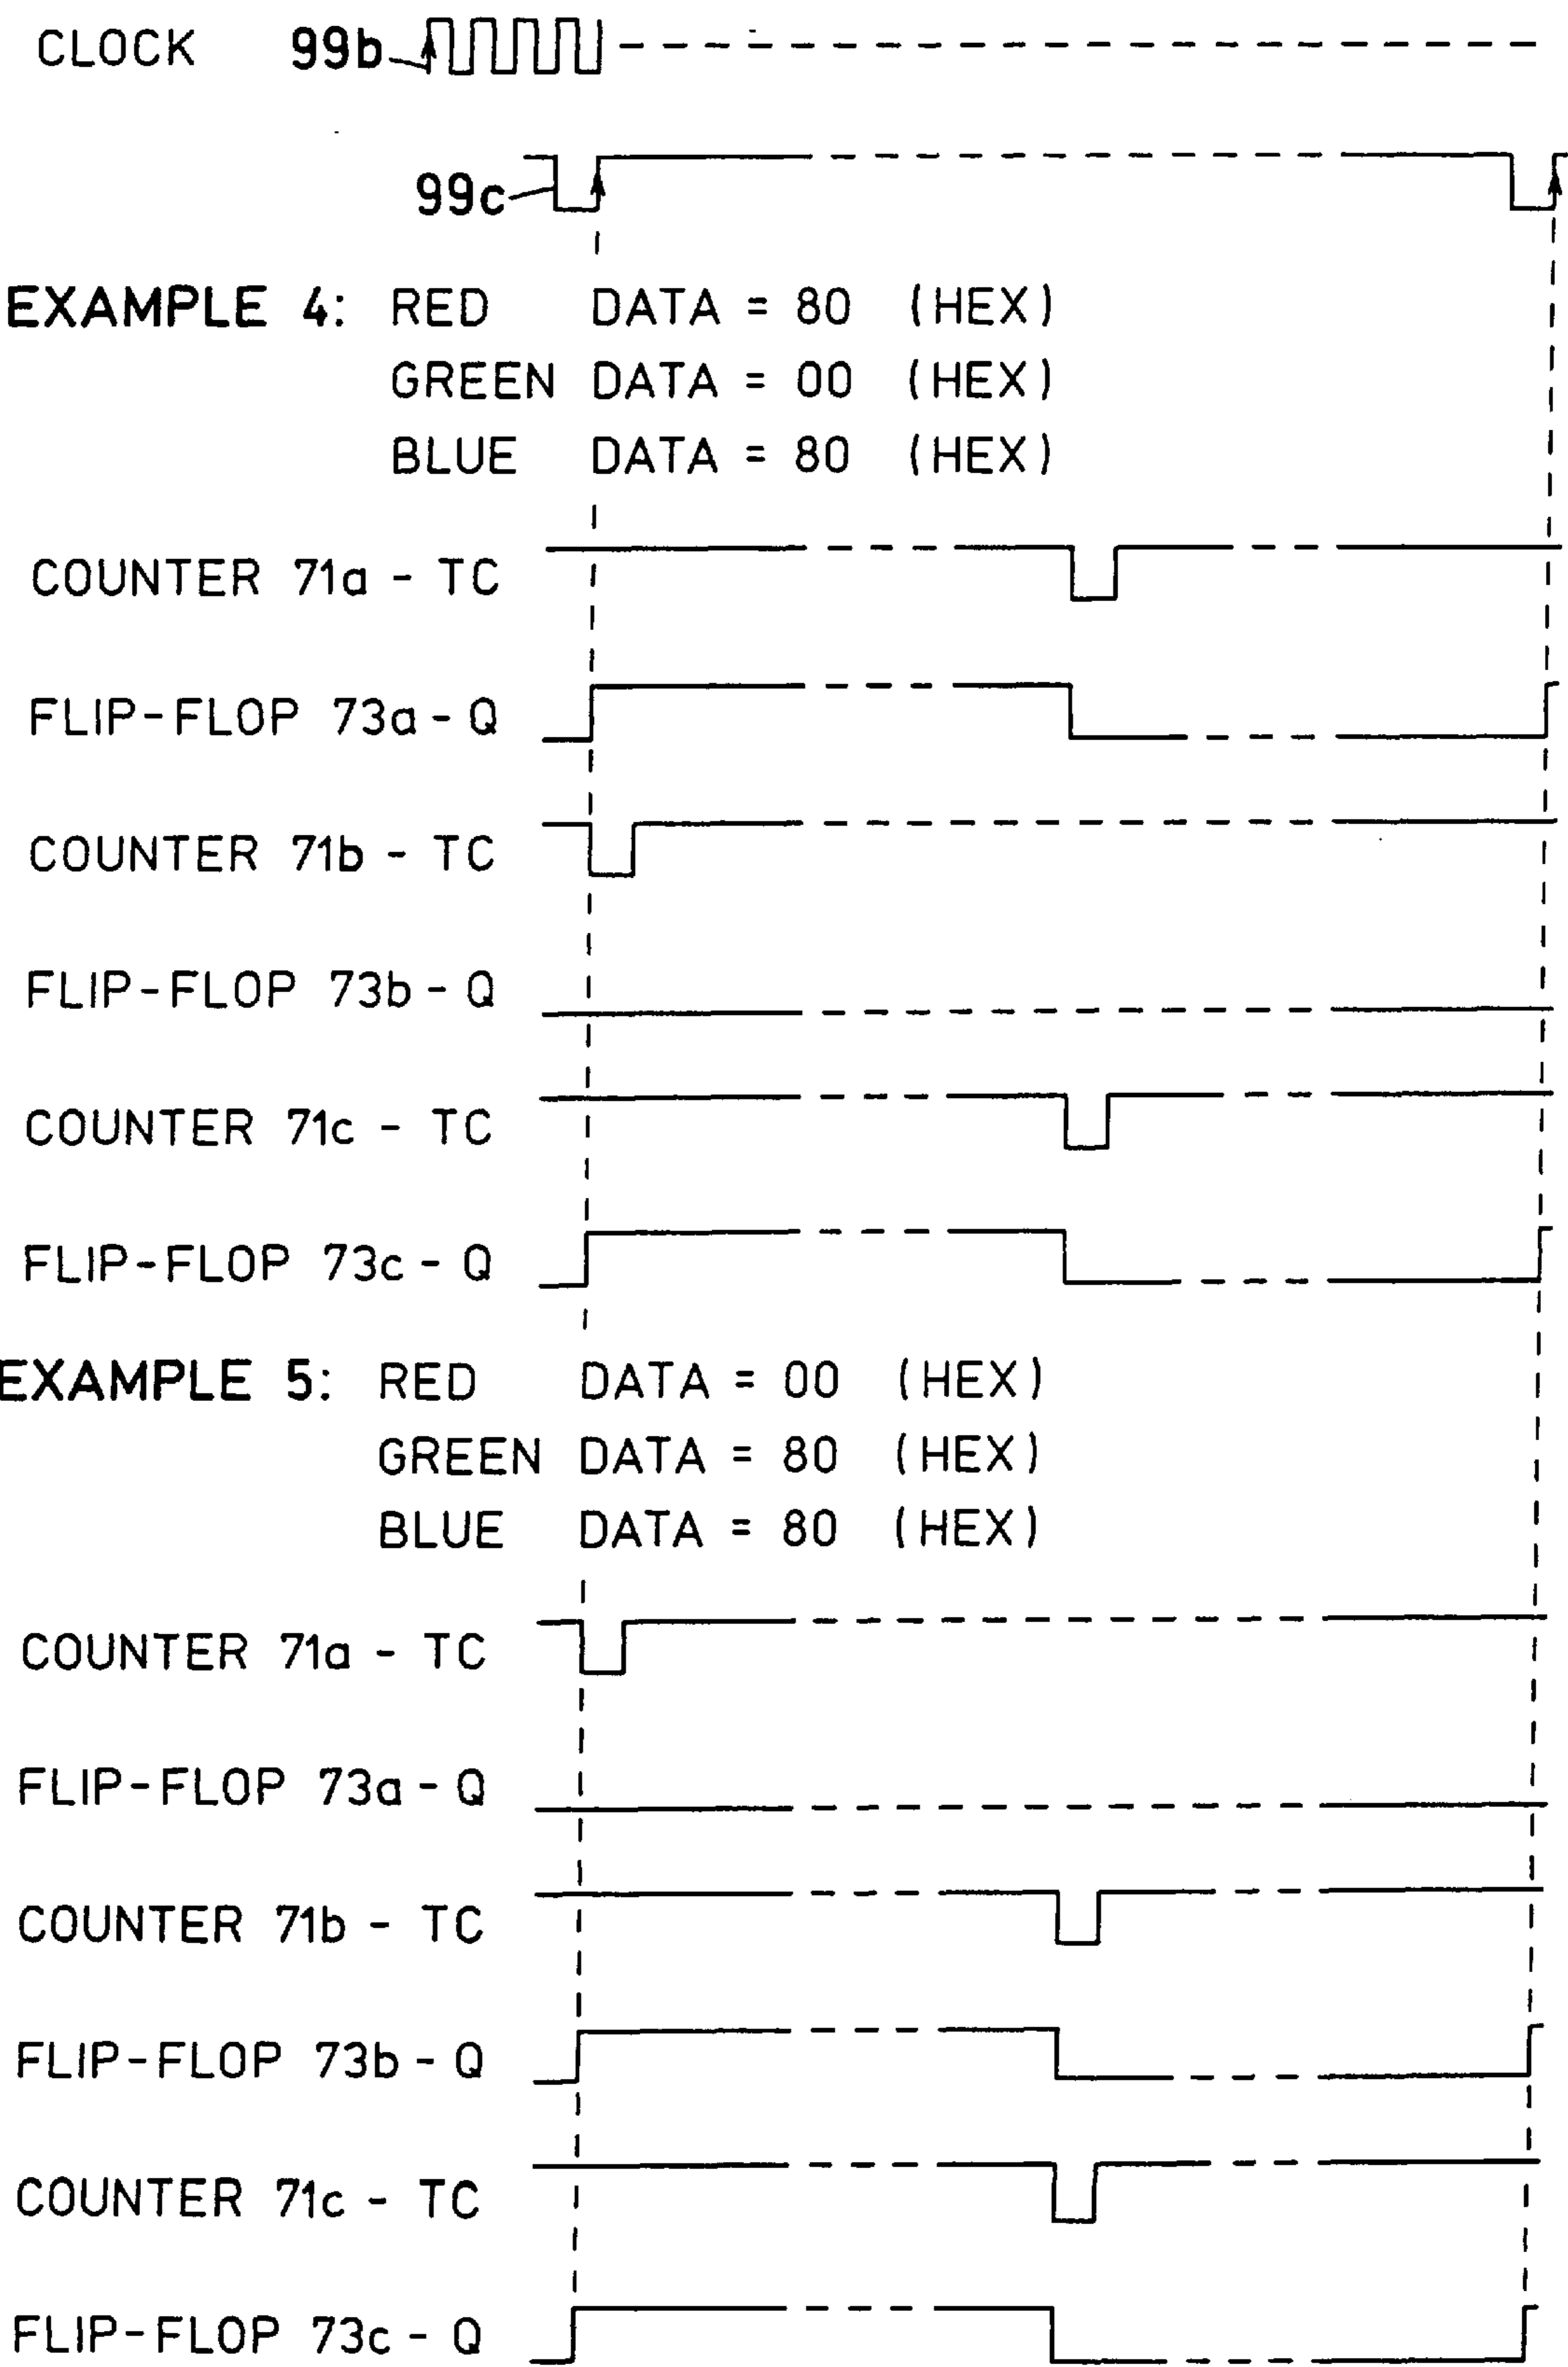 CLOCK 99b
99c
EXAMPLE 4: RED DATA = 80 (HEX)
GREEN DATA = 00 (HEX)
BLUE DATA = 80 (HEX)
COUNTER 71a - TC
FLIP-FLOP 73a - Q
COUNTER 71b - TC
FLIP-FLOP 73b - Q
COUNTER 71c - TC
FLIP-FLOP 73c - Q
EXAMPLE 5: RED DATA = 00 (HEX)
GREEN DATA = 80 (HEX)
BLUE DATA = 80 (HEX)
COUNTER 71a - TC
FLIP-FLOP 73a - Q
COUNTER 71b - TC
FLIP-FLOP 73b - Q
COUNTER 71c - TC
FLIP-FLOP 73c - Q